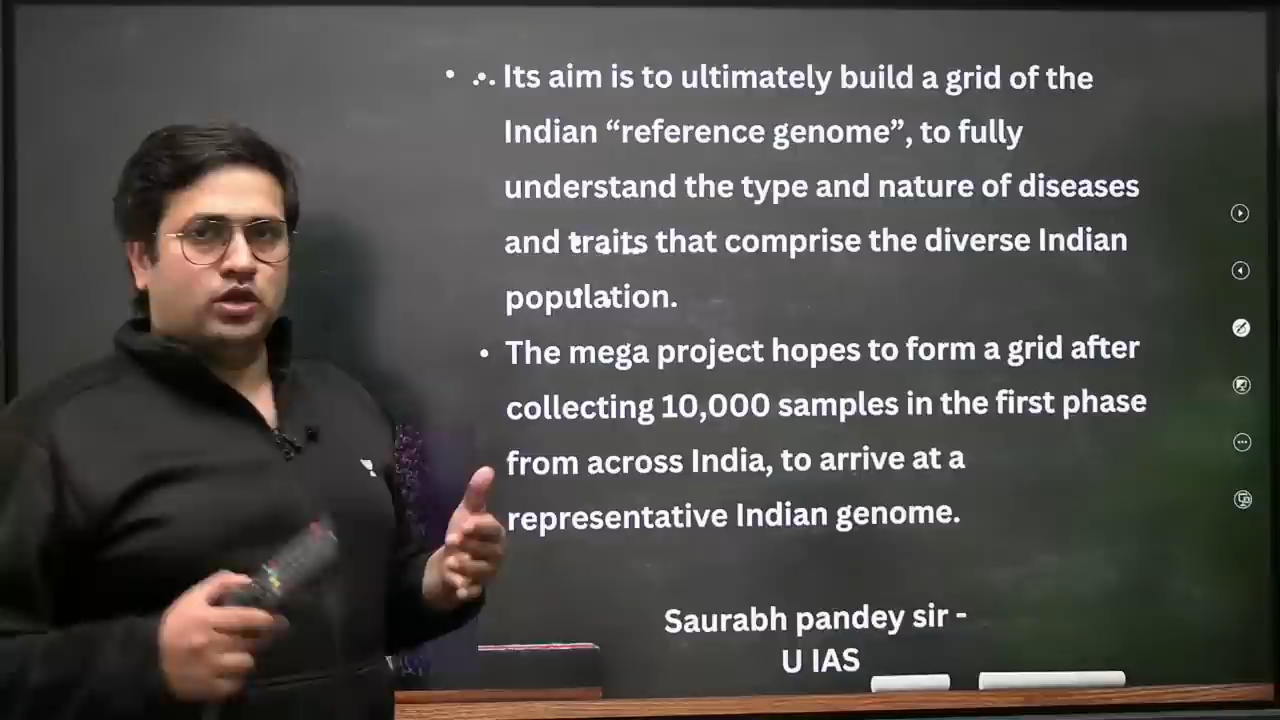 • ∴ Its aim is to ultimately build a grid of the
Indian “reference genome”, to fully
understand the type and nature of diseases
and traits that comprise the diverse Indian
population.
• The mega project hopes to form a grid after
collecting 10,000 samples in the first phase
from across India, to arrive at a
representative Indian genome.
Saurabh pandey sir -
U IAS